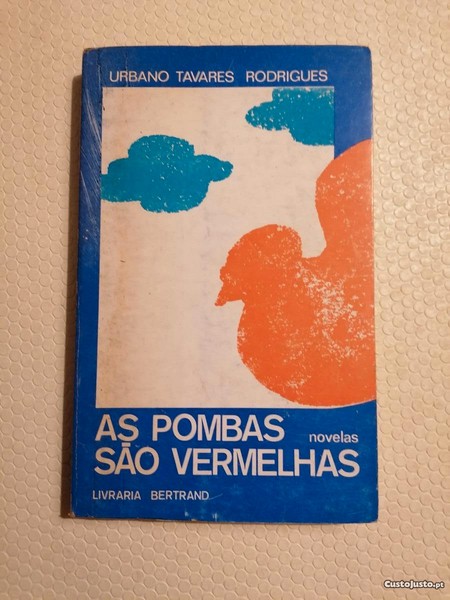 URBANO TAVARES RODRIGUES
AS POMBAS novelas
SÃO VERMELHAS
LIVRARIA BERTRAND
CustoJusto.pt